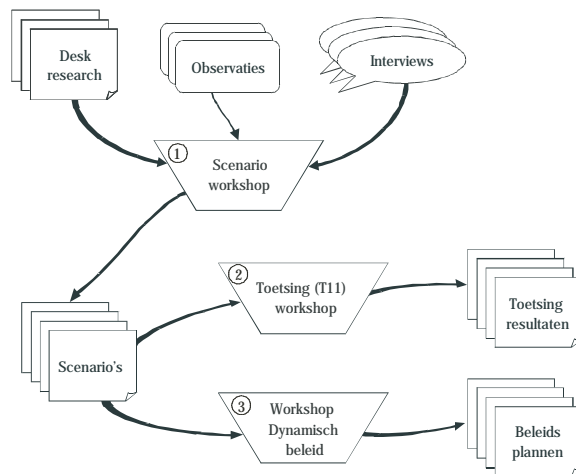 Desk
research
Observaties
Interviews
1
Scenario
workshop
2
Toetsing (T11)
workshop
Toetsing
resultaten
Scenario's
3
Workshop
Dynamisch
beleid
Beleids
plannen